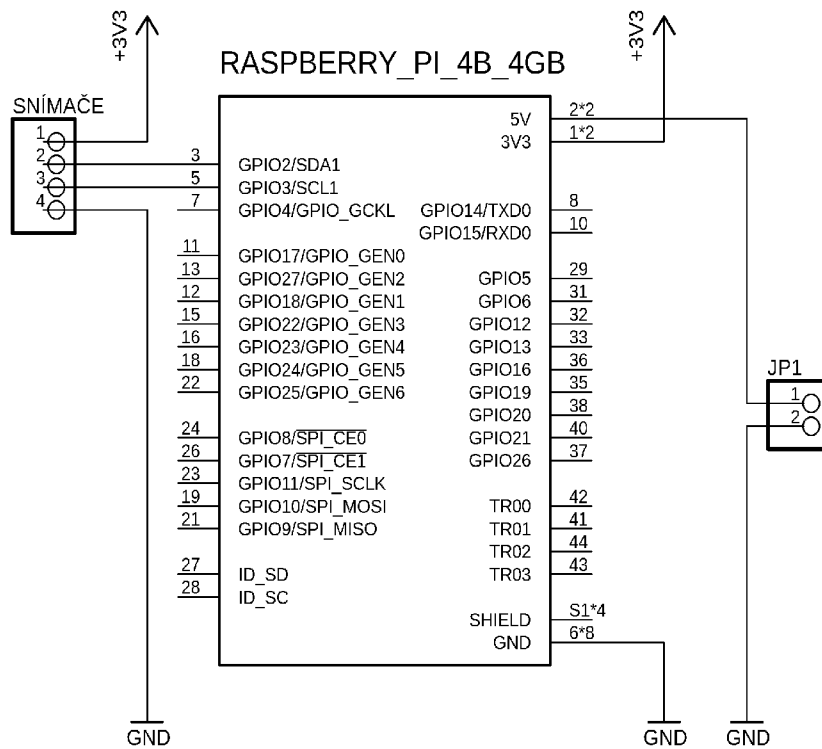 +3V3
+3V3
RASPBERRY_PI_4B_4GB
SNÍMAČE
1
2
3
4
3 GPIO2/SDA1
5 GPIO3/SCL1
7 GPIO4/GPIO_GCKL
11 GPIO17/GPIO_GEN0
13 GPIO27/GPIO_GEN2
12 GPIO18/GPIO_GEN1
15 GPIO22/GPIO_GEN3
16 GPIO23/GPIO_GEN4
18 GPIO24/GPIO_GEN5
22 GPIO25/GPIO_GEN6
24 GPIO8/SPI_CE0
26 GPIO7/SPI_CE1
23 GPIO11/SPI_SCLK
19 GPIO10/SPI_MOSI
21 GPIO9/SPI_MISO
27 ID_SD
28 ID_SC
5V 2*2
3V3 1*2
GPIO14/TXD0 8
GPIO15/RXD0 10
GPIO5 29
GPIO6 31
GPIO12 32
GPIO13 33
GPIO16 36
GPIO19 35
GPIO20 38
GPIO21 40
GPIO26 37
TR00 42
TR01 41
TR02 44
TR03 43
SHIELD S1*4
GND 6*8
JP1
1
2
GND
GND
GND